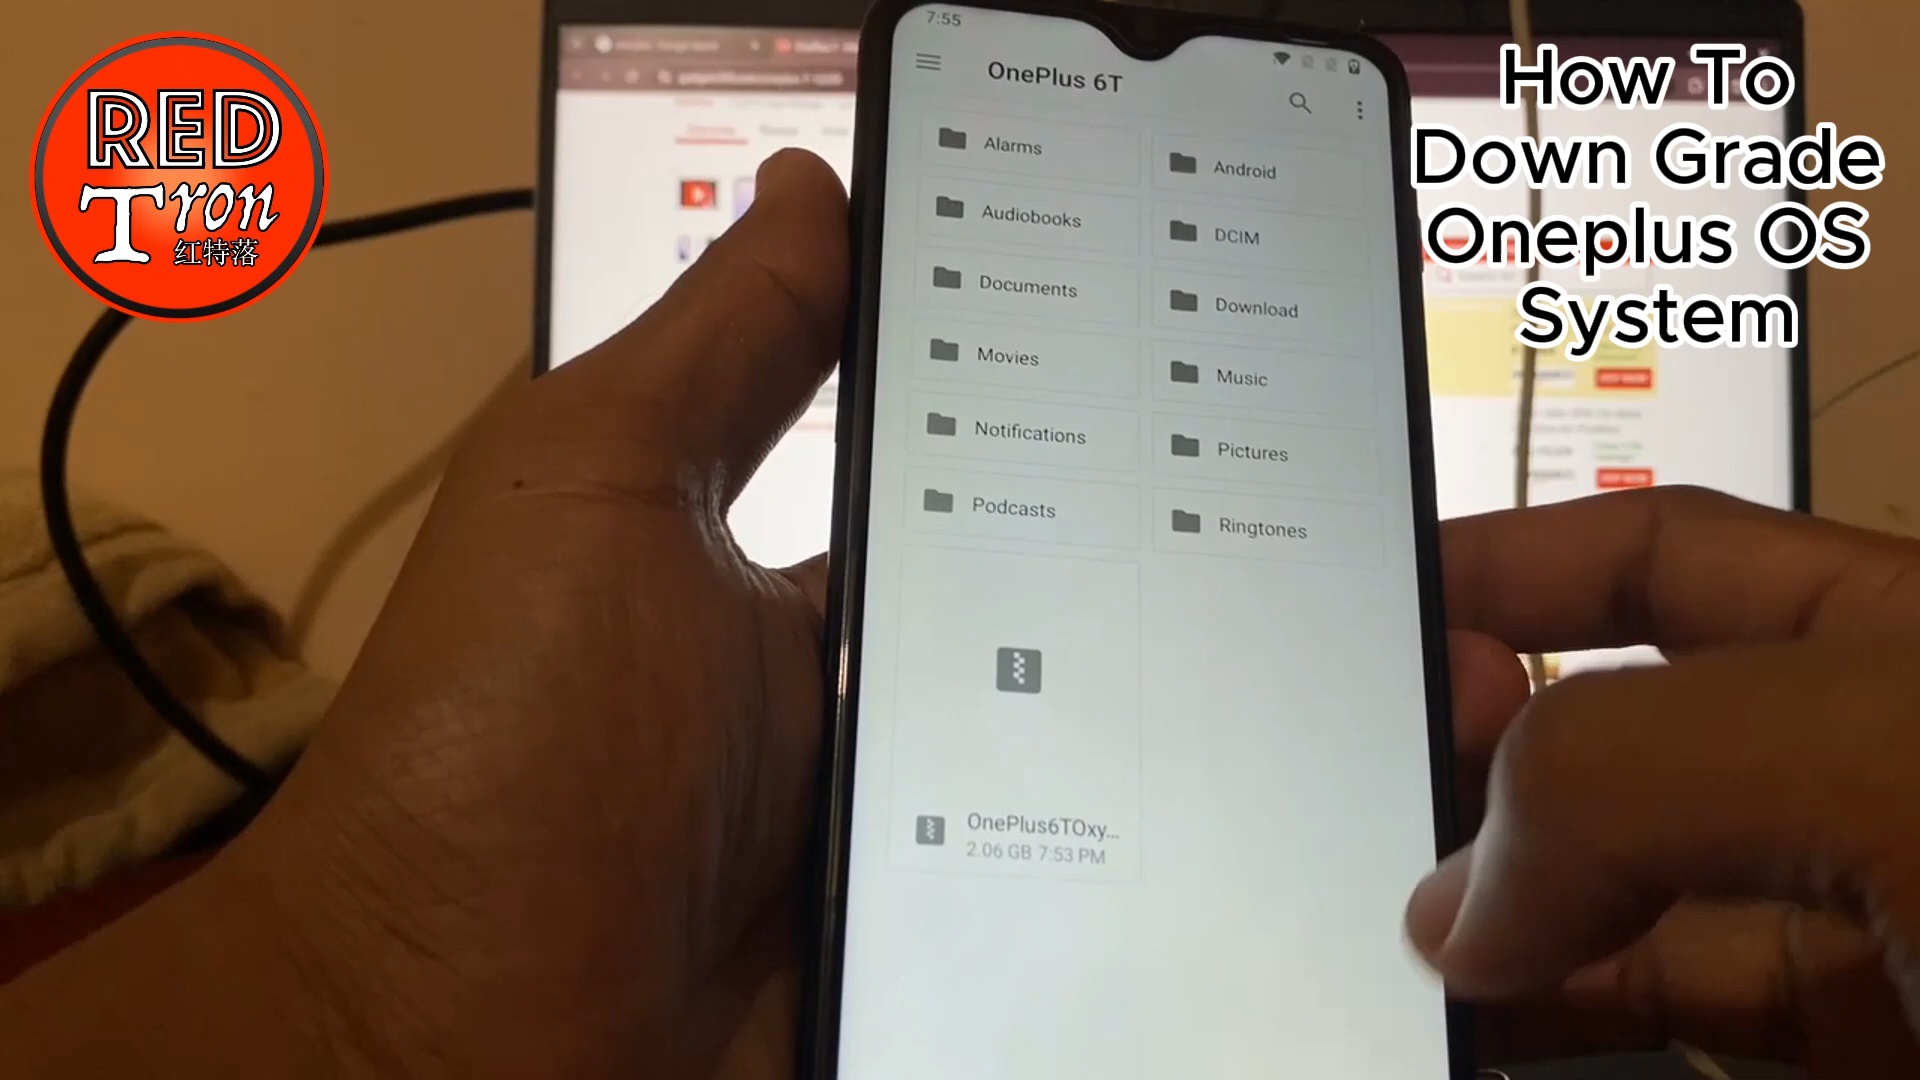 RED
Tron
红特落
How To
Down Grade
Oneplus OS
System
7:55
OnePlus 6T
Alarms
Android
Audiobooks
DCIM
Documents
Download
Movies
Music
Notifications
Pictures
Podcasts
Ringtones
OnePlus6TOxy...
2.06 GB 7:53 PM